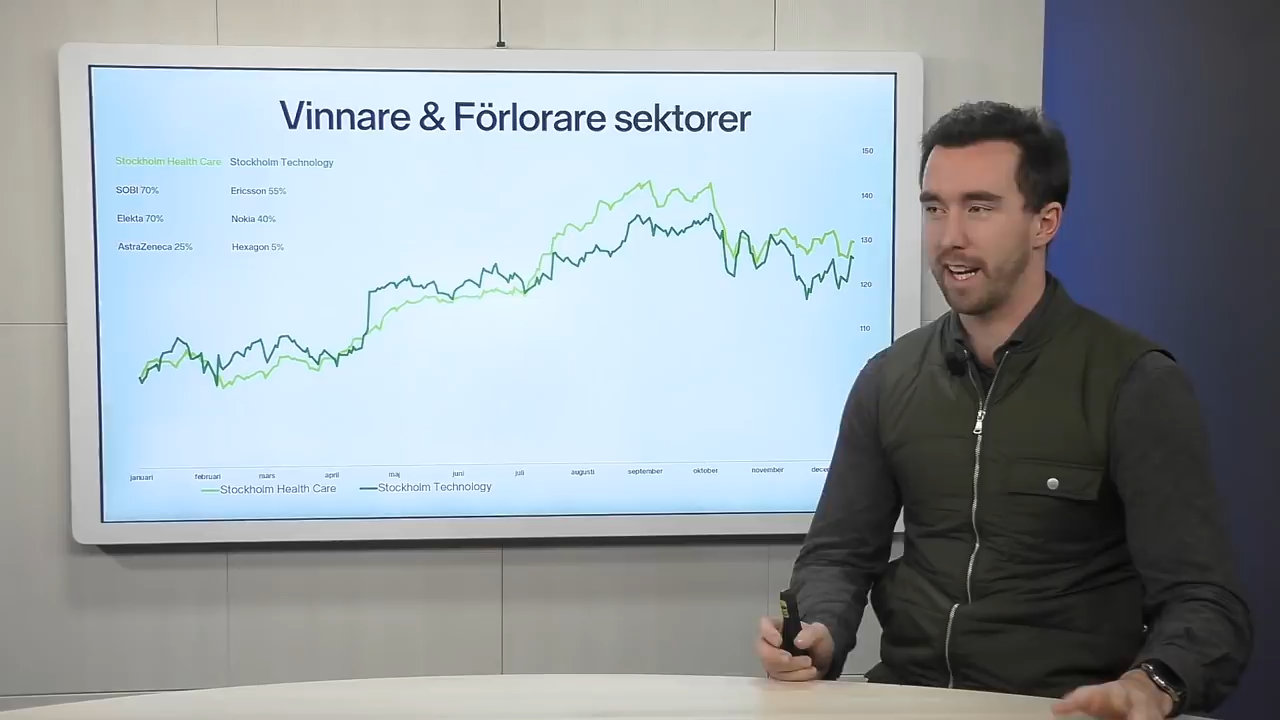 Vinnare & Förlorare sektorer
Stockholm Health Care Stockholm Technology
SOBI 70% Ericsson 55%
Elekta 70% Nokia 40%
AstraZeneca 25% Hexagon 5%
150
140
130
120
110
januari februari mars april maj juni juli augusti september oktober november
Stockholm Health Care Stockholm Technology